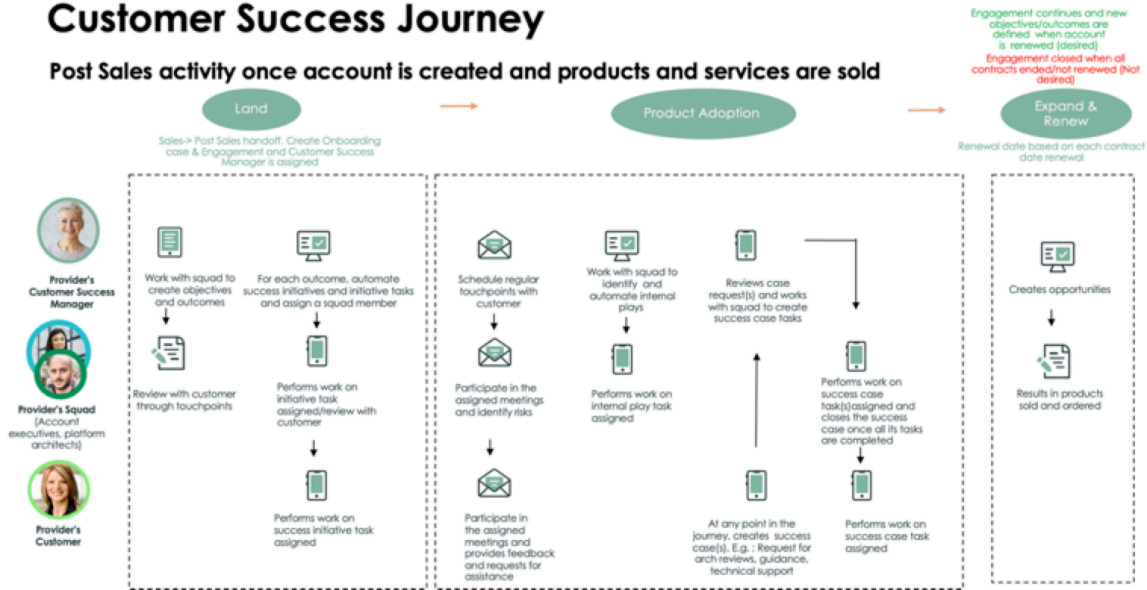 Customer Success Journey
Engagement continues and new
objectives/outcomes are
defined when account
is renewed (desired)
Engagement closed when all
contracts ended/not renewed (Not
desired)
Post Sales activity once account is created and products and services are sold
Land
Product Adoption
Expand &
Renew
Sales-> Post Sales handoff. Create Onboarding
case & Engagement and Customer Success
Manager is assigned
Renewal date based on each contract
date renewal
Provider's
Customer Success
Manager
Work with squad to
create objectives
and outcomes
For each outcome, automate
success initiatives and initiative tasks
and assign a squad member
Schedule regular
touchpoints with
customer
Work with squad to
identify and
automate internal
plays
Reviews case
request(s) and works
with squad to create
success case tasks
Creates opportunities
Provider's Squad
(Account
executives, platform
architects)
Review with customer
through touchpoints
Performs work on
initiative task
assigned/review with
customer
Participate in the
assigned meetings
and identify risks
Performs work on
internal play task
assigned
Performs work on
success case
task(s)assigned and
closes the success
case once all its tasks
are completed
Results in products
sold and ordered
Provider's
Customer
Performs work on
success initiative task
assigned
Participate in
the assigned
meetings and
provides feedback
and requests for
assistance
At any point in the
journey, creates success
case(s). E.g. : Request for
arch reviews, guidance,
technical support
Performs work on
success case task
assigned